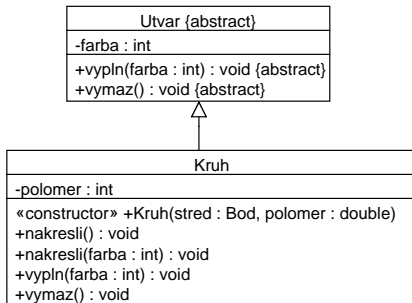 Utvar {abstract}
-farba : int
+vypln(farba : int) : void {abstract}
+vymaz() : void {abstract}
Kruh
-polomer : int
«constructor» +Kruh(stred : Bod, polomer : double)
+nakresli() : void
+nakresli(farba : int) : void
+vypln(farba : int) : void
+vymaz() : void